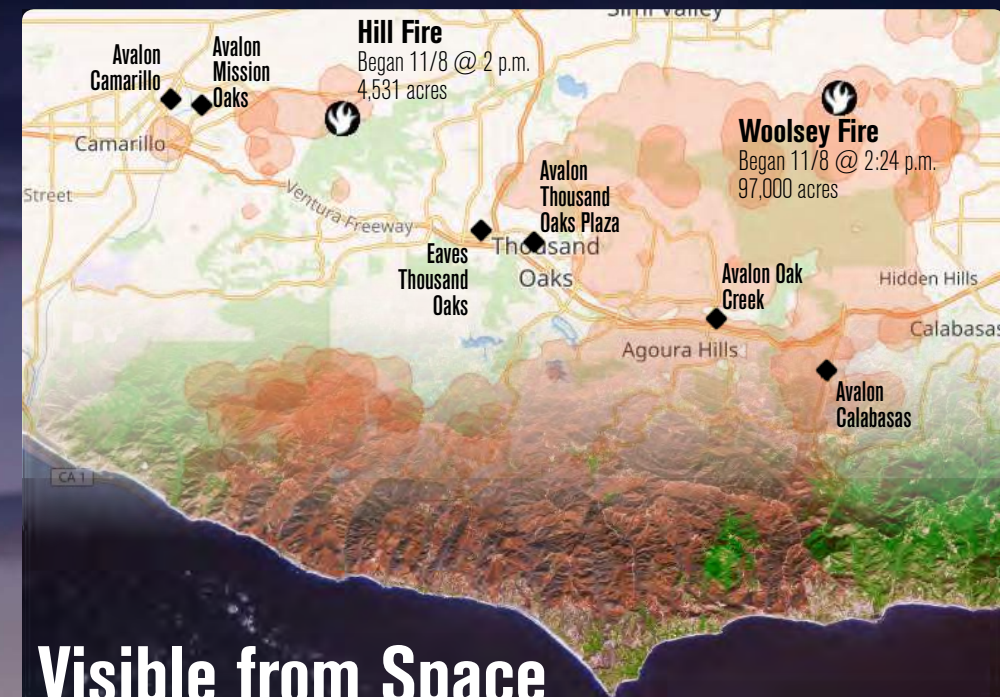 Simi Valley
Hill Fire
Began 11/8 @ 2 p.m.
4,531 acres
Avalon
Camarillo
Avalon
Mission
Oaks
Camarillo
Street
Ventura Freeway
Woolsey Fire
Began 11/8 @ 2:24 p.m.
97,000 acres
Avalon
Thousand
Oaks Plaza
Eaves
Thousand
Oaks
Thousand
Oaks
Avalon Oak
Creek
Hidden Hills
Calabasas
Agoura Hills
Avalon
Calabasas
CA 1
Visible from Space